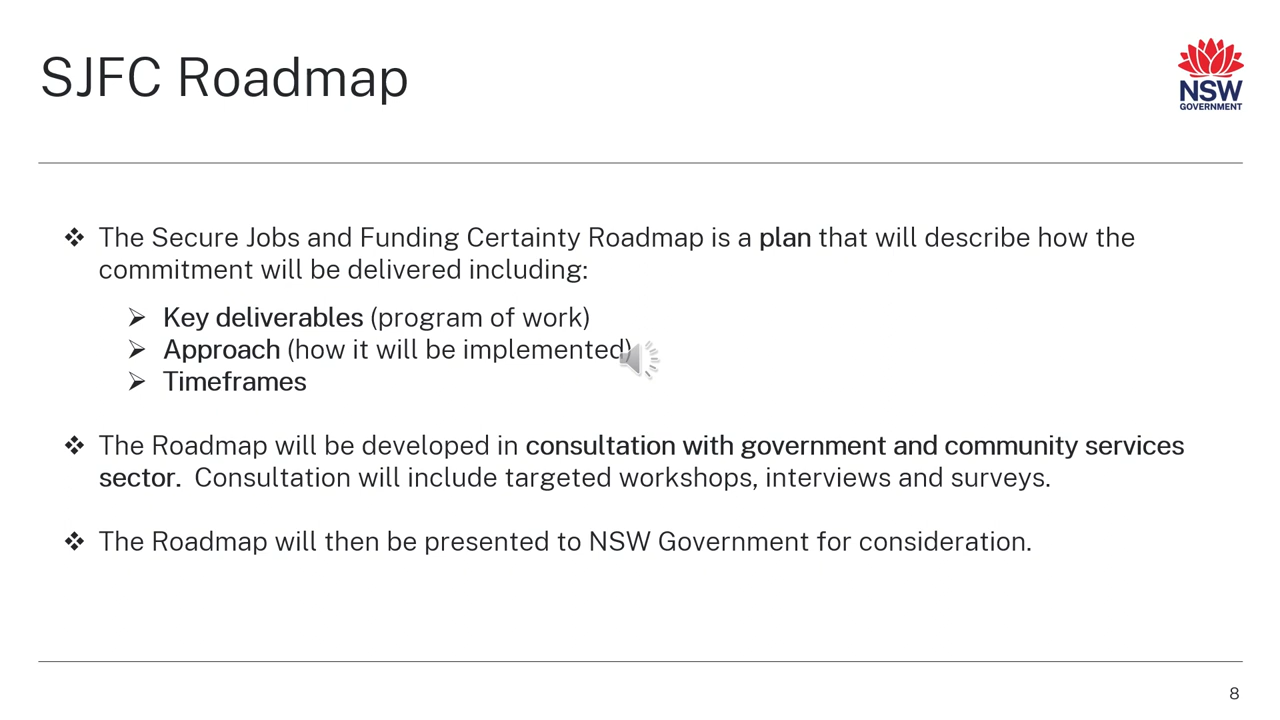 SJFC Roadmap
NSW
GOVERNMENT
❖ The Secure Jobs and Funding Certainty Roadmap is a plan that will describe how the
commitment will be delivered including:
➢ Key deliverables (program of work)
➢ Approach (how it will be implemented)
➢ Timeframes
❖ The Roadmap will be developed in consultation with government and community services
sector. Consultation will include targeted workshops, interviews and surveys.
❖ The Roadmap will then be presented to NSW Government for consideration.
8